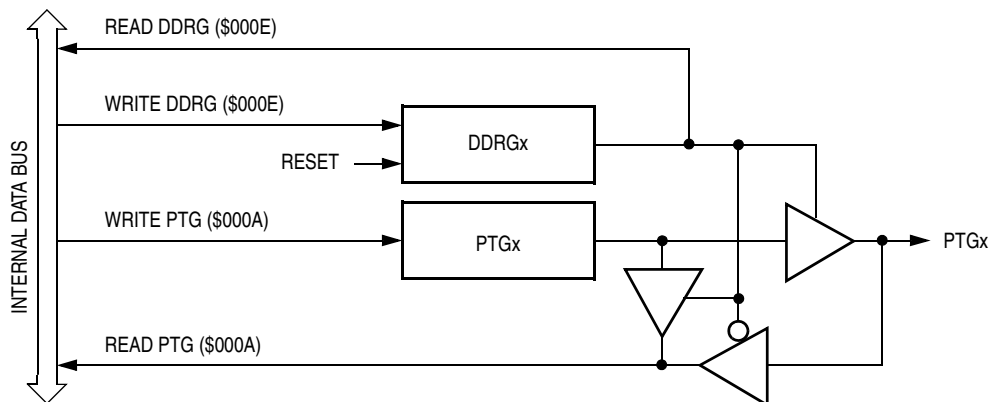 READ DDRG ($000E)
WRITE DDRG ($000E)
DDRGx
RESET
INTERNAL DATA BUS
WRITE PTG ($000A)
PTGx
PTGx
READ PTG ($000A)